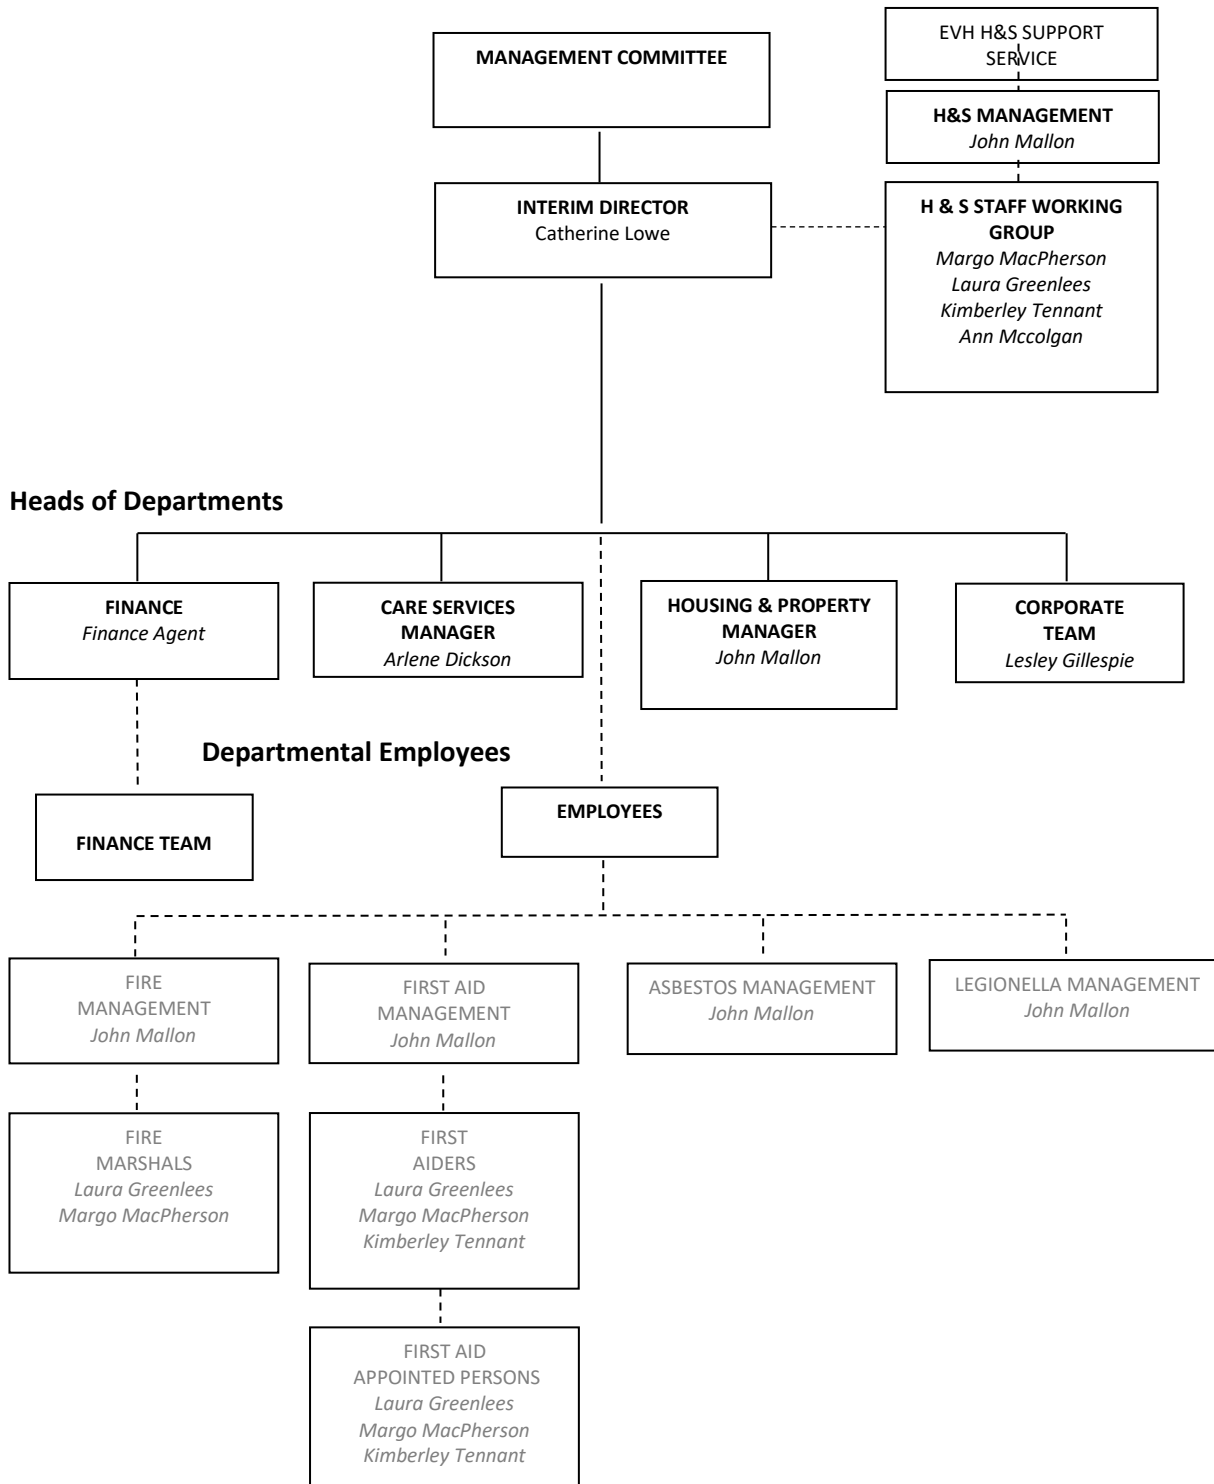 MANAGEMENT COMMITTEE
EVH H&S SUPPORT
SERVICE
H&S MANAGEMENT
John Mallon
INTERIM DIRECTOR
Catherine Lowe
H & S STAFF WORKING
GROUP
Margo MacPherson
Laura Greenlees
Kimberley Tennant
Ann Mccolgan
Heads of Departments
FINANCE
Finance Agent
CARE SERVICES
MANAGER
Arlene Dickson
HOUSING & PROPERTY
MANAGER
John Mallon
CORPORATE
TEAM
Lesley Gillespie
Departmental Employees
FINANCE TEAM
EMPLOYEES
FIRE
MANAGEMENT
John Mallon
FIRST AID
MANAGEMENT
John Mallon
ASBESTOS MANAGEMENT
John Mallon
LEGIONELLA MANAGEMENT
John Mallon
FIRE
MARSHALS
Laura Greenlees
Margo MacPherson
FIRST
AIDERS
Laura Greenlees
Margo MacPherson
Kimberley Tennant
FIRST AID
APPOINTED PERSONS
Laura Greenlees
Margo MacPherson
Kimberley Tennant